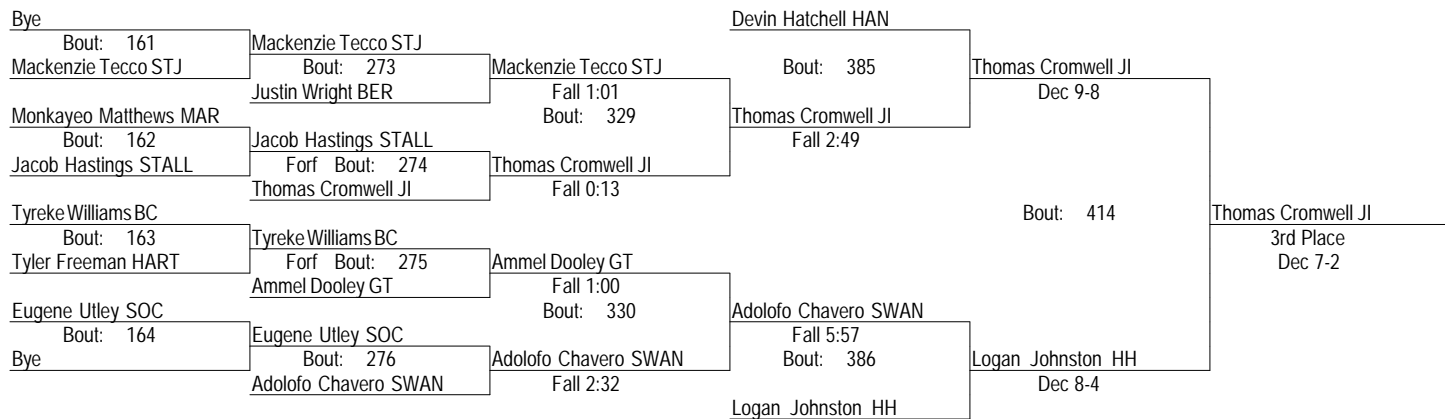 Bye
Bout: 161
Mackenzie Tecco STJ
Monkayeo Matthews MAR
Bout: 162
Jacob Hastings STALL
Tyreke Williams BC
Bout: 163
Tyler Freeman HART
Eugene Utley SOC
Bout: 164
Bye
Mackenzie Tecco STJ
Bout: 273
Justin Wright BER
Jacob Hastings STALL
Forf Bout: 274
Thomas Cromwell JI
Tyreke Williams BC
Forf Bout: 275
Ammel Dooley GT
Eugene Utley SOC
Bout: 276
Adolofo Chavero SWAN
Mackenzie Tecco STJ
Fall 1:01
Bout: 329
Thomas Cromwell JI
Fall 0:13
Ammel Dooley GT
Fall 1:00
Bout: 330
Adolofo Chavero SWAN
Fall 2:32
Devin Hatchell HAN
Bout: 385
Thomas Cromwell JI
Fall 2:49
Adolofo Chavero SWAN
Fall 5:57
Bout: 386
Logan Johnston HH
Thomas Cromwell JI
Dec 9-8
Bout: 414
Logan Johnston HH
Dec 8-4
Thomas Cromwell JI
3rd Place
Dec 7-2